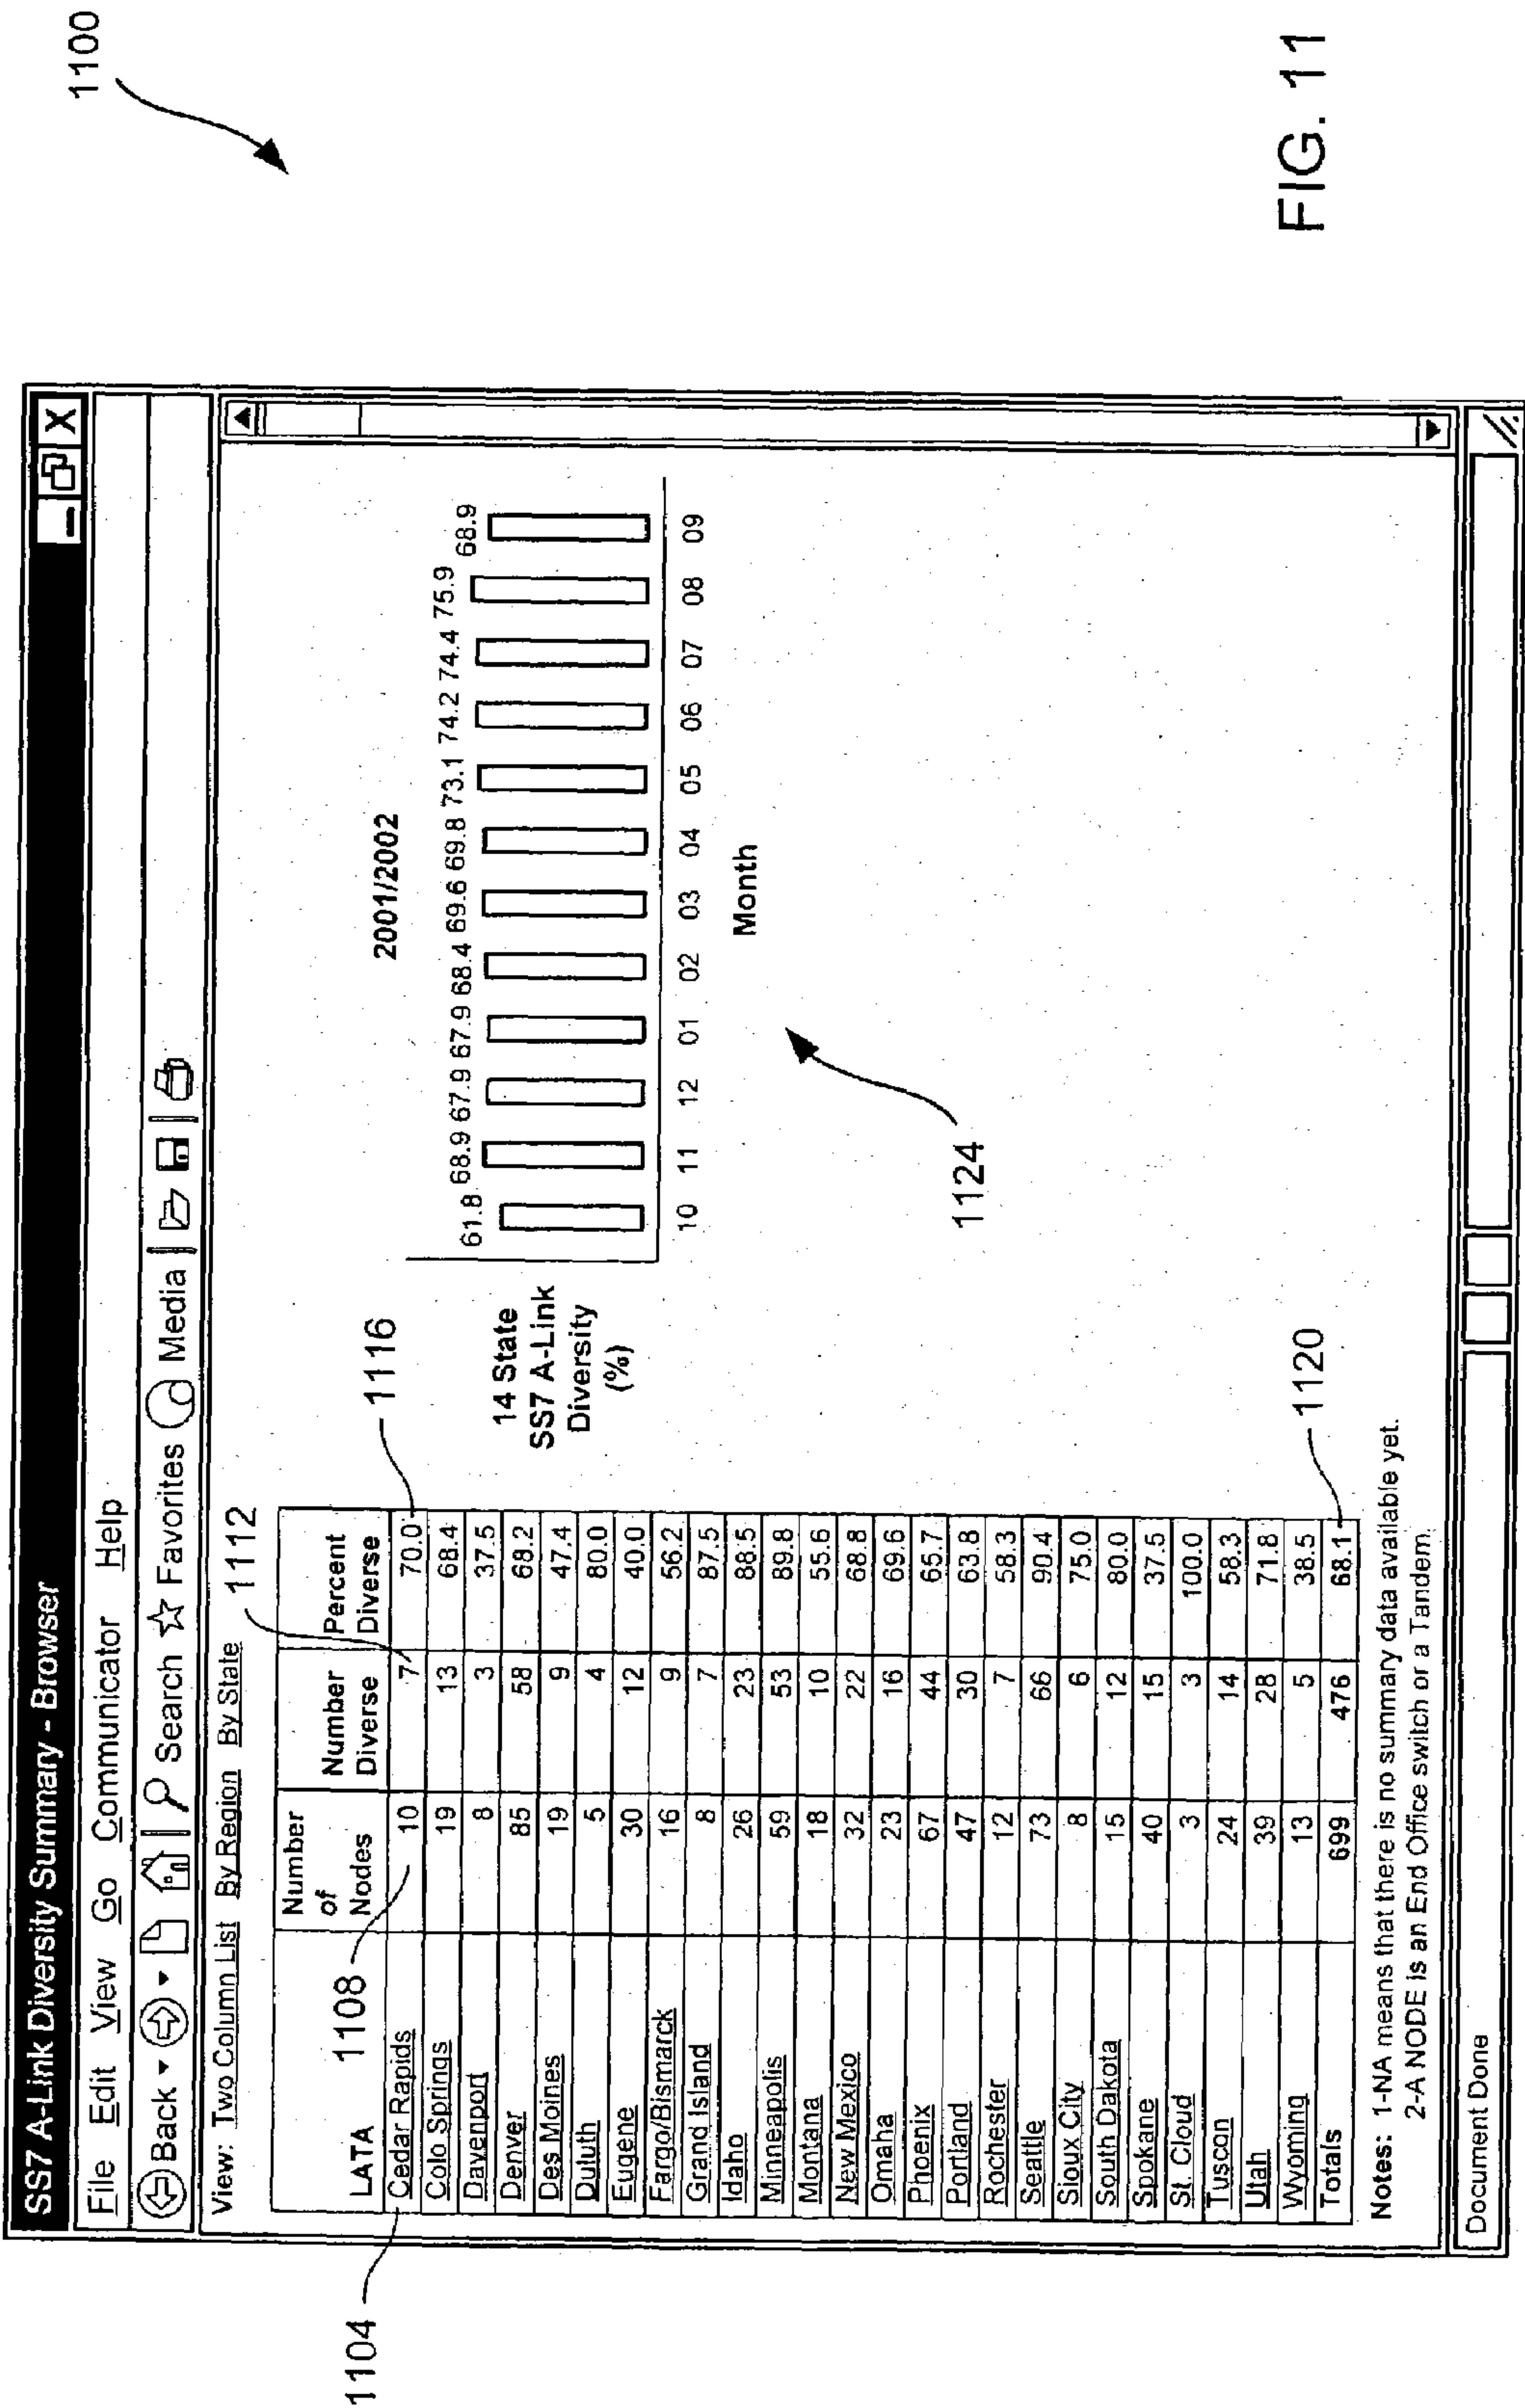 1100
SS7 A-Link Diversity Summary - Browser
File Edit View Go Communicator Help
Back Search Favorites Media
View: Two Column List By Region By State
1112
LATA Number of Nodes Number Diverse Percent Diverse
1108
1116
1104
Cedar Rapids 10 7 70.0
Colo Springs 19 13 68.4
Davenport 8 3 37.5
Denver 85 58 68.2
Des Moines 19 9 47.4
Duluth 5 4 80.0
Eugene 30 12 40.0
Fargo/Bismarck 16 9 56.2
Grand Island 8 7 87.5
Idaho 26 23 88.5
Minneapolis 59 53 89.8
Montana 18 10 55.6
New Mexico 32 22 68.8
Omaha 23 16 69.6
Phoenix 67 44 65.7
Portland 47 30 63.8
Rochester 12 7 58.3
Seattle 73 66 90.4
Sioux City 8 6 75.0
South Dakota 15 12 80.0
Spokane 40 15 37.5
St. Cloud 3 3 100.0
Tuscon 24 14 58.3
Utah 39 28 71.8
Wyoming 13 5 38.5
Totals 699 476 68.1
1120
Notes: 1-NA means that there is no summary data available yet.
2-A NODE is an End Office switch or a Tandem.
2001/2002
61.8 68.9 67.9 67.9 68.4 69.6 69.8 73.1 74.2 74.4 75.9 68.9
14 State
SS7 A-Link
Diversity
(%)
10 11 12 01 02 03 04 05 06 07 08 09
Month
1124
Document Done
FIG. 11